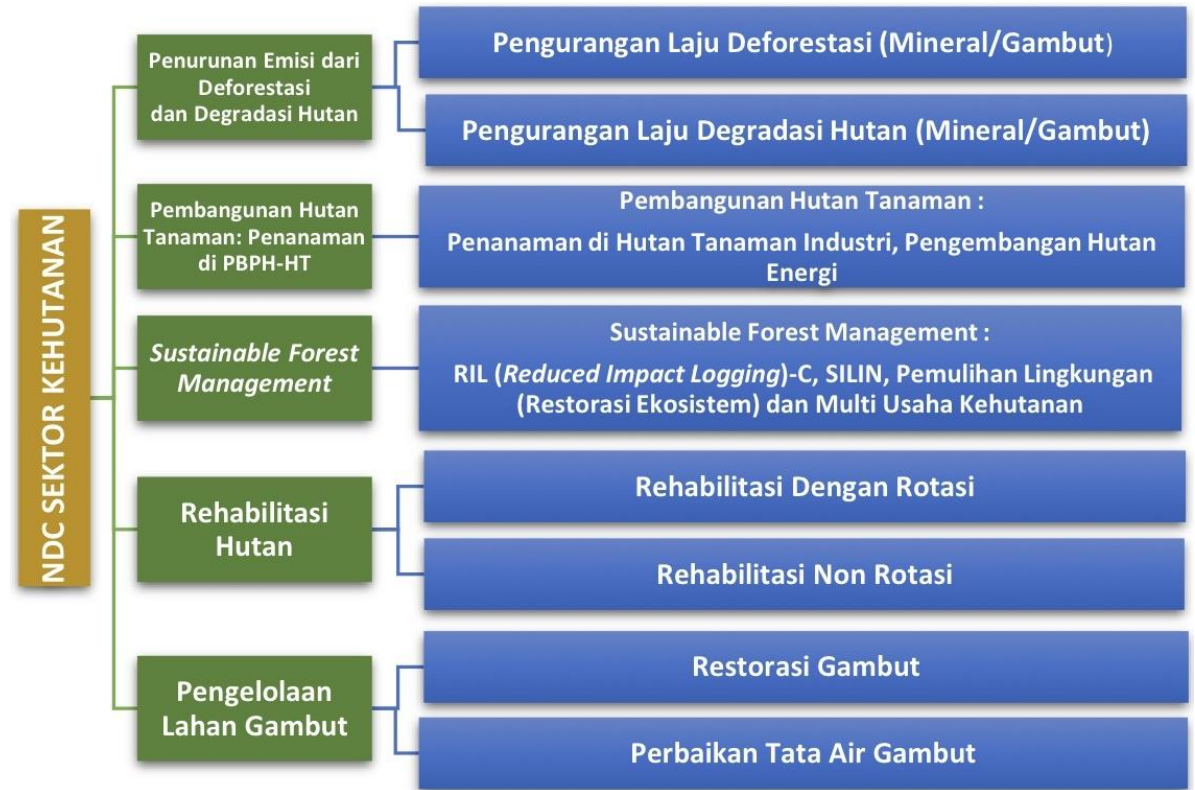 NDC SEKTOR KEHUTANAN
Penurunan Emisi dari
Deforestasi
dan Degradasi Hutan
Pengurangan Laju Deforestasi (Mineral/Gambut)
Pengurangan Laju Degradasi Hutan (Mineral/Gambut)
Pembangunan Hutan
Tanaman: Penanaman
di PBPH-HT
Pembangunan Hutan Tanaman :
Penanaman di Hutan Tanaman Industri, Pengembangan Hutan
Energi
Sustainable Forest
Management
Sustainable Forest Management :
RIL (Reduced Impact Logging)-C, SILIN, Pemulihan Lingkungan
(Restorasi Ekosistem) dan Multi Usaha Kehutanan
Rehabilitasi
Hutan
Rehabilitasi Dengan Rotasi
Rehabilitasi Non Rotasi
Pengelolaan
Lahan Gambut
Restorasi Gambut
Perbaikan Tata Air Gambut